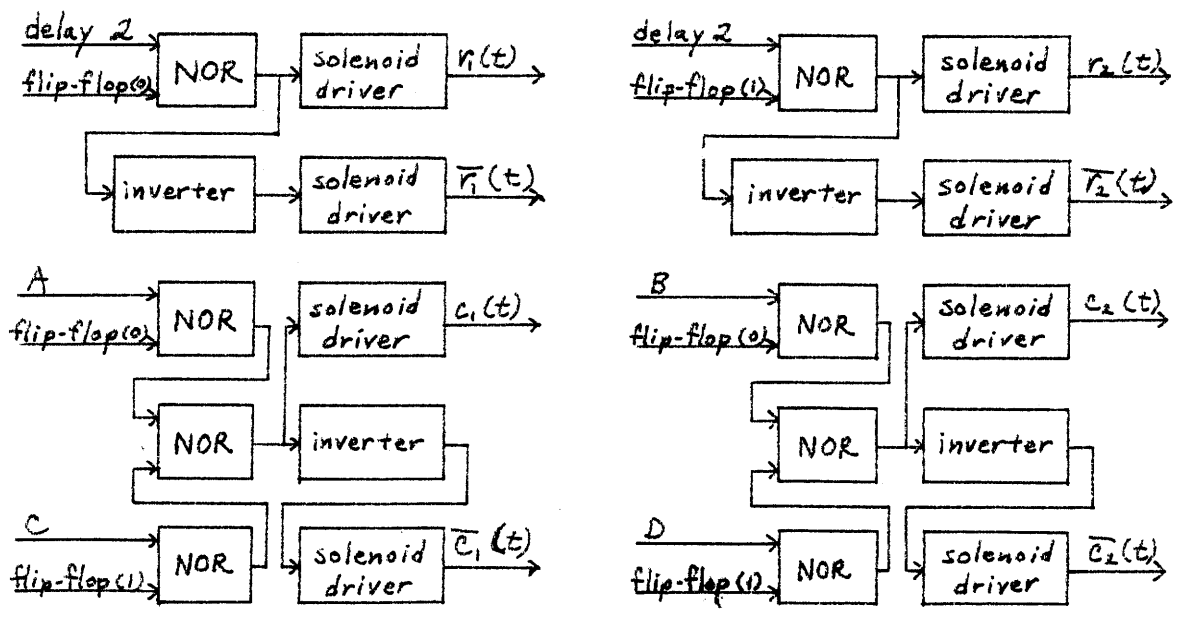 delay 2
flip-flop(0)
NOR
solenoid
driver
r₁(t)
inverter
solenoid
driver
r̅₁(t)
delay 2
flip-flop(1)
NOR
solenoid
driver
r₂(t)
inverter
solenoid
driver
r̅₂(t)
A
flip-flop(0)
NOR
solenoid
driver
c₁(t)
NOR
inverter
C
flip-flop(1)
NOR
solenoid
driver
c̅₁(t)
B
flip-flop(0)
NOR
solenoid
driver
c₂(t)
NOR
inverter
D
flip-flop(1)
NOR
solenoid
driver
c̅₂(t)